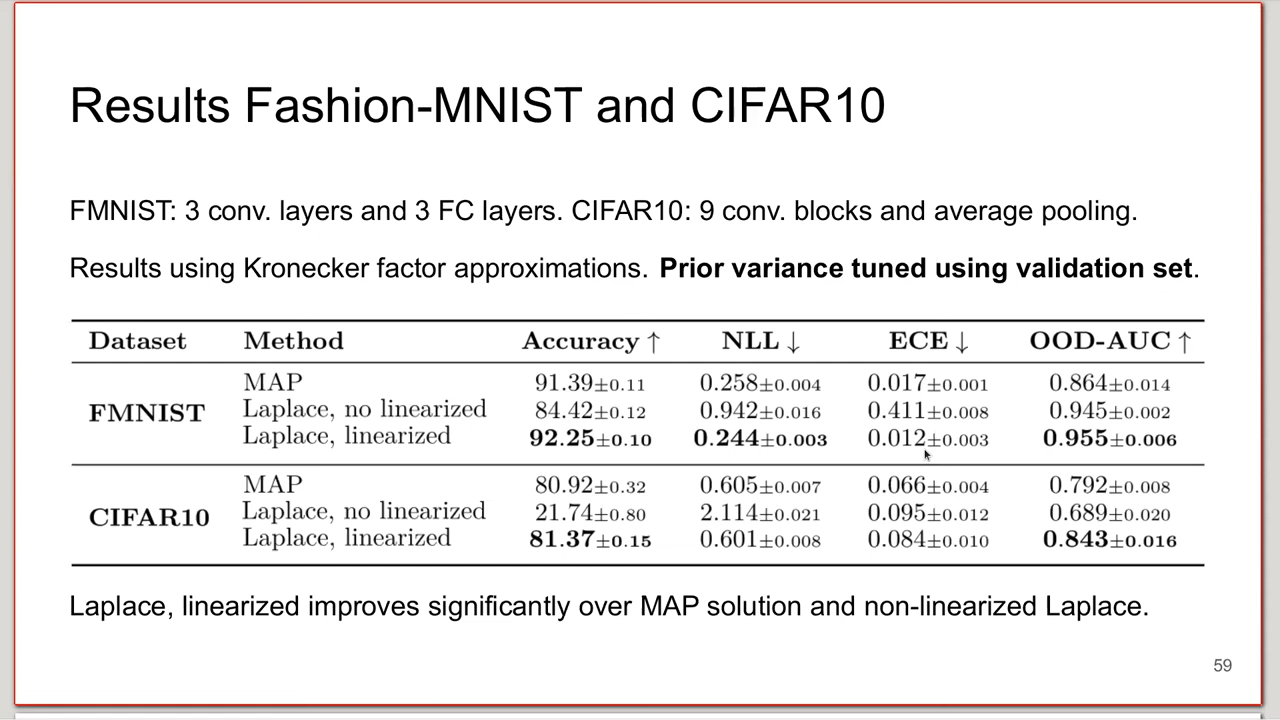 Results Fashion-MNIST and CIFAR10
FMNIST: 3 conv. layers and 3 FC layers. CIFAR10: 9 conv. blocks and average pooling.
Results using Kronecker factor approximations. Prior variance tuned using validation set.
Dataset Method Accuracy ↑ NLL ↓ ECE ↓ OOD-AUC ↑
MAP 91.39±0.11 0.258±0.004 0.017±0.001 0.864±0.014
FMNIST Laplace, no linearized 84.42±0.12 0.942±0.016 0.411±0.008 0.945±0.002
Laplace, linearized 92.25±0.10 0.244±0.003 0.012±0.003 0.955±0.006
MAP 80.92±0.32 0.605±0.007 0.066±0.004 0.792±0.008
CIFAR10 Laplace, no linearized 21.74±0.80 2.114±0.021 0.095±0.012 0.689±0.020
Laplace, linearized 81.37±0.15 0.601±0.008 0.084±0.010 0.843±0.016
Laplace, linearized improves significantly over MAP solution and non-linearized Laplace.
59